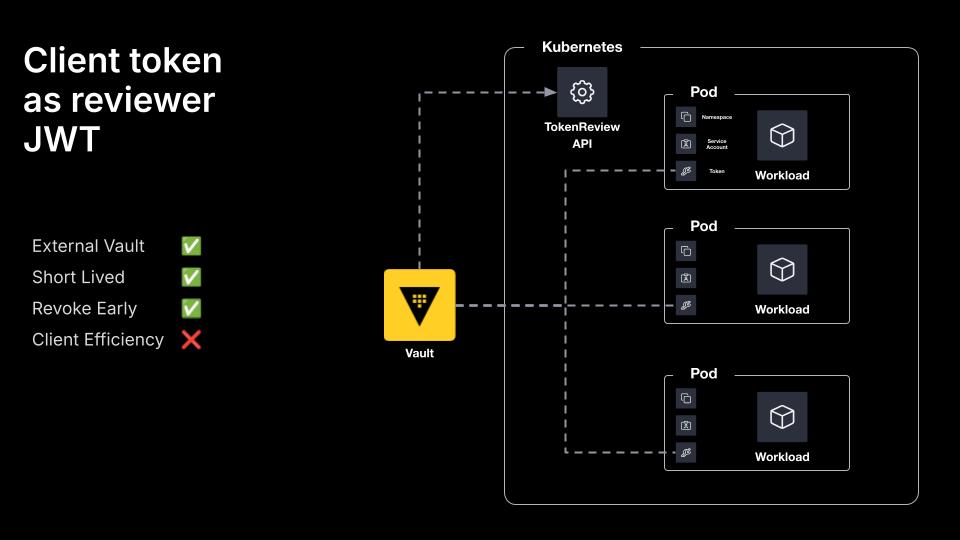 Client token
as reviewer
JWT
External Vault ✅
Short Lived ✅
Revoke Early ✅
Client Efficiency ❌
Kubernetes
TokenReview
API
Vault
Pod
Namespace
Service
Account
Token
Workload
Pod
Workload
Pod
Workload